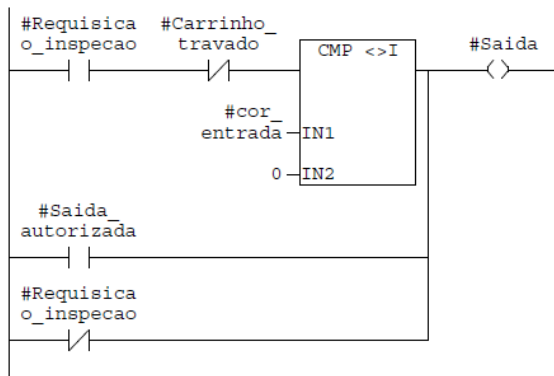 #Requisica
o_inspecao
#Carrinho_
travado
CMP <>I
#Saida
#cor_
entrada
IN1
0
IN2
#Saida_
autorizada
#Requisica
o_inspecao